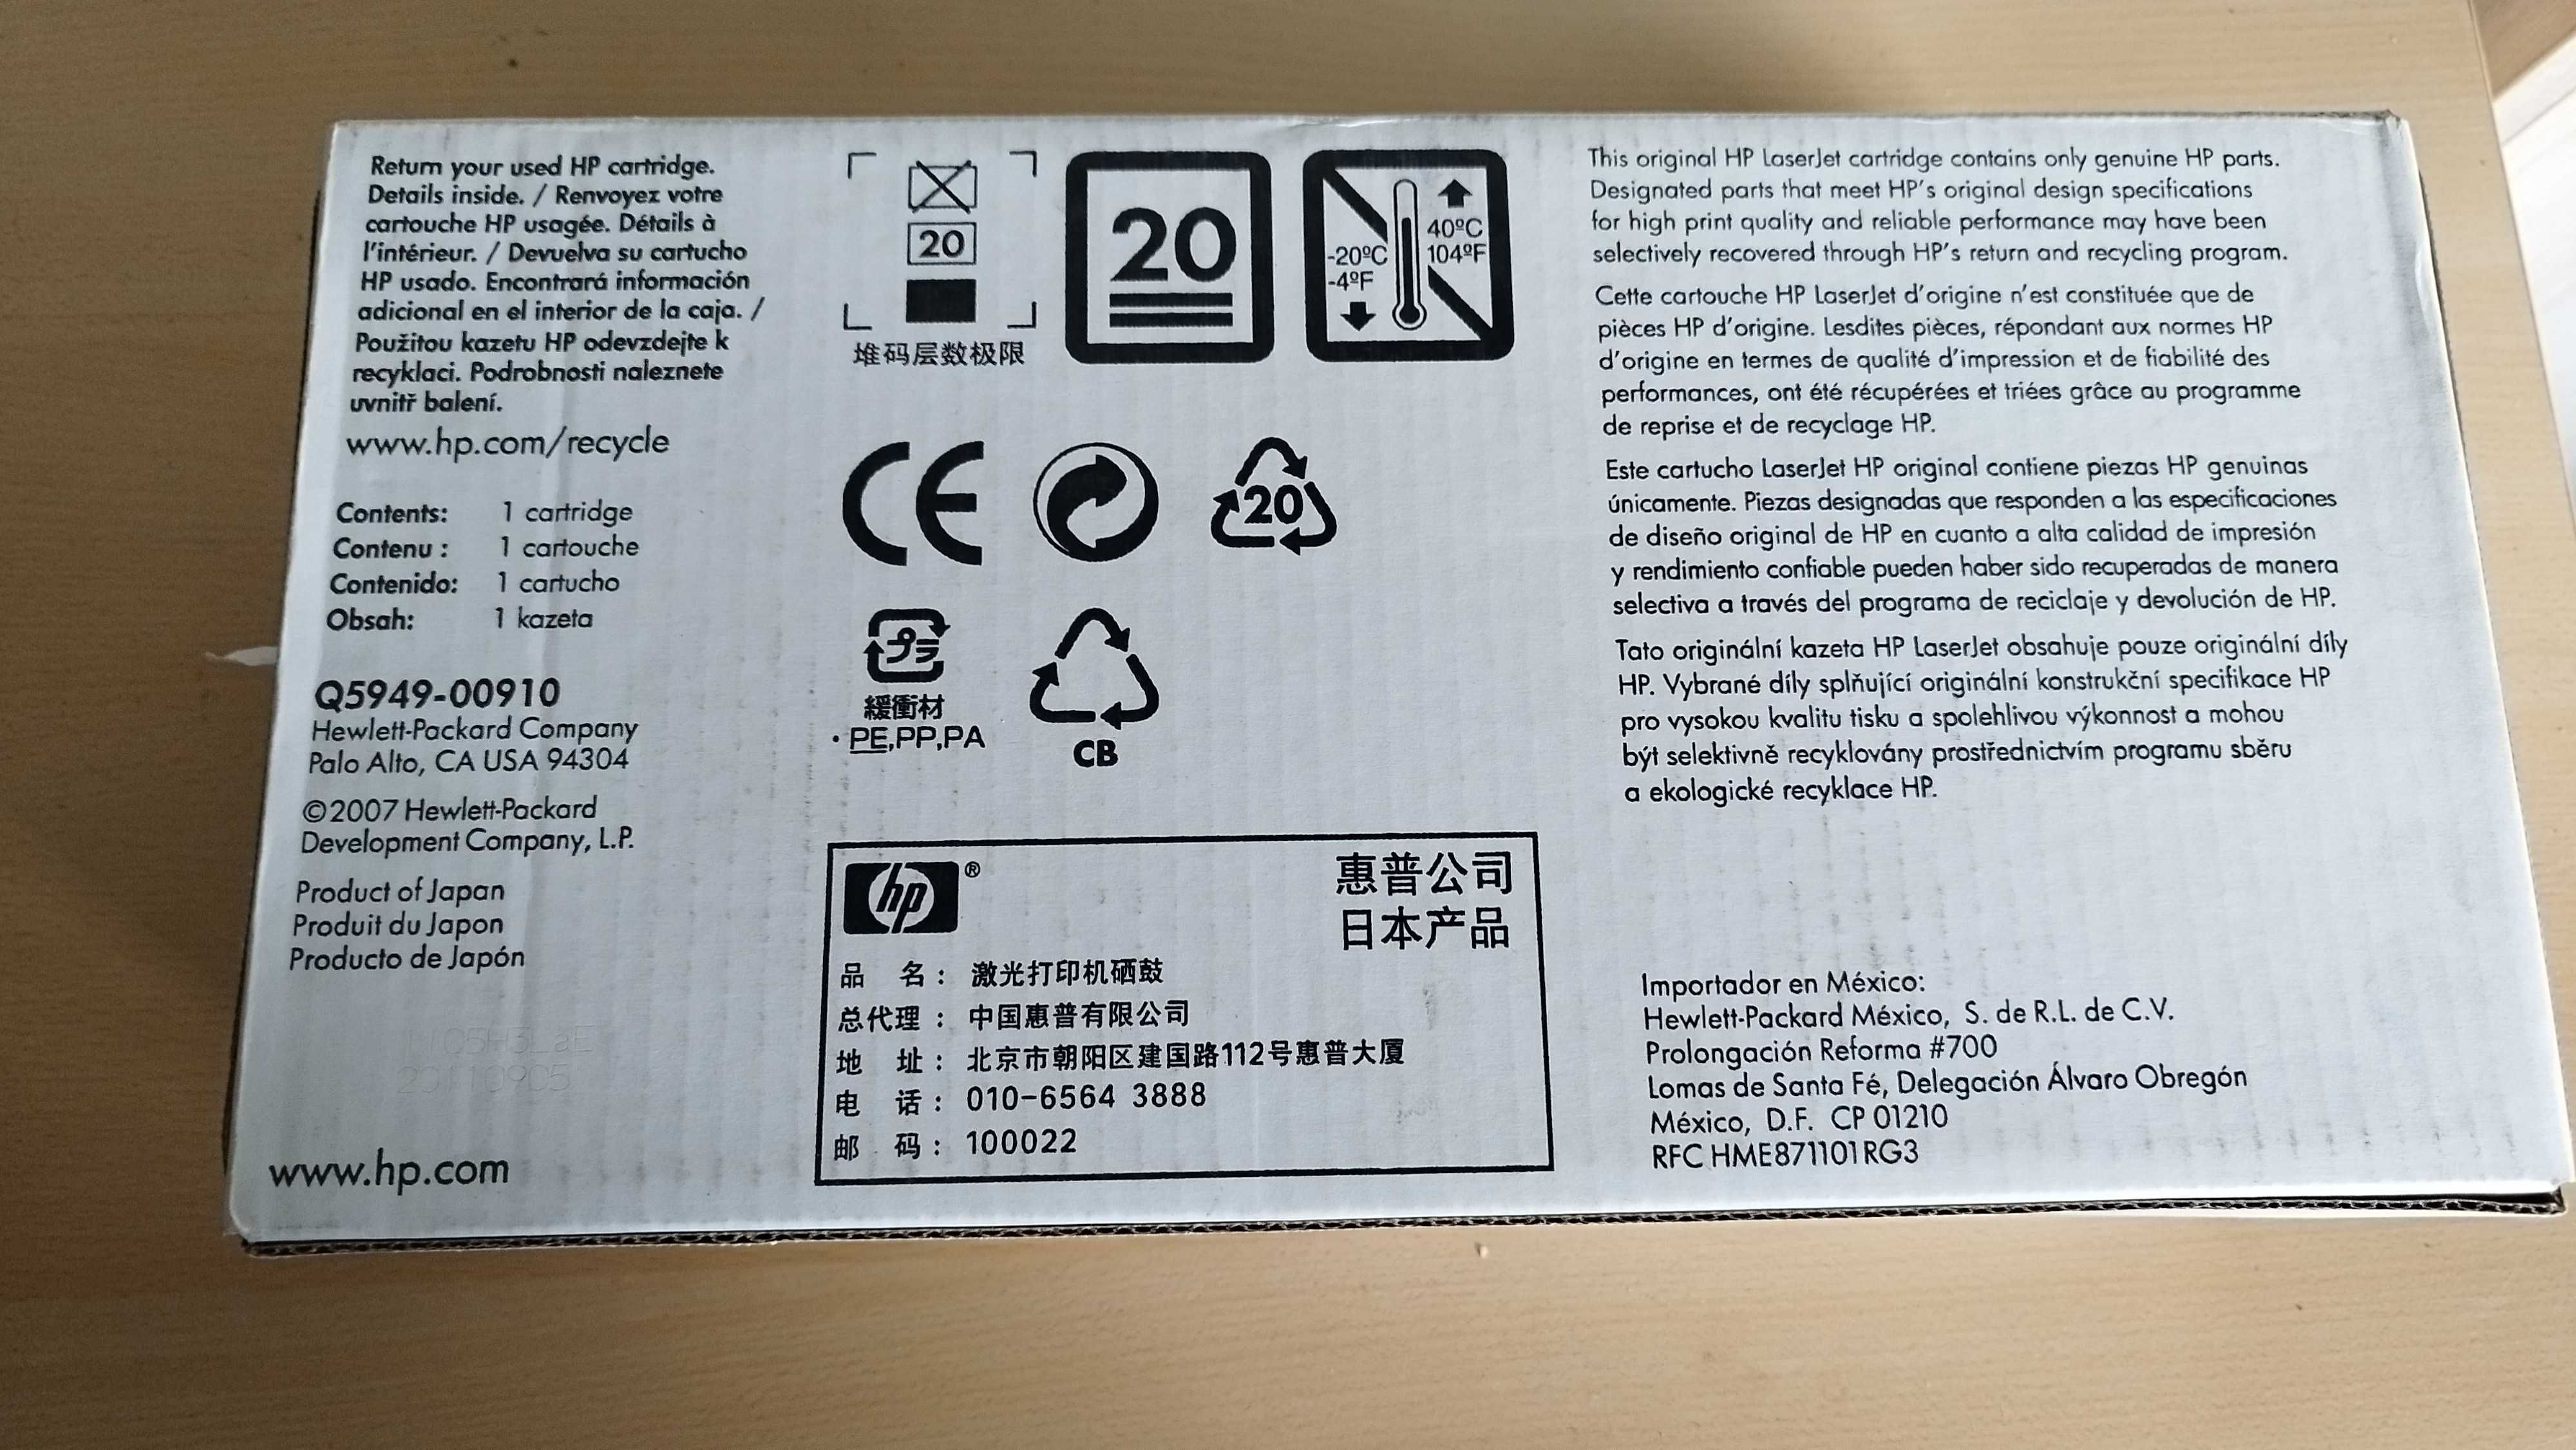 Return your used HP cartridge.
Details inside. / Renvoyez votre
cartouche HP usagée. Détails à
l'intérieur. / Devuelva su cartucho
HP usado. Encontrará información
adicional en el interior de la caja. /
Použitou kazetu HP odevzdejte k
recyklaci. Podrobnosti naleznete
uvnitř balení.
www.hp.com/recycle
Contents: 1 cartridge
Contenu : 1 cartouche
Contenido: 1 cartucho
Obsah: 1 kazeta
Q5949-00910
Hewlett-Packard Company
Palo Alto, CA USA 94304
©2007 Hewlett-Packard
Development Company, L.P.
Product of Japan
Produit du Japon
Producto de Japón
www.hp.com
20
堆码层数极限
20
-20ºC
-4ºF
40ºC
104ºF
CE
20
プラ
緩衝材
・PE,PP,PA
CB
hp®
惠普公司
日本产品
品 名： 激光打印机硒鼓
总代理： 中国惠普有限公司
地 址： 北京市朝阳区建国路112号惠普大厦
电 话： 010-6564 3888
邮 码： 100022
This original HP LaserJet cartridge contains only genuine HP parts.
Designated parts that meet HP's original design specifications
for high print quality and reliable performance may have been
selectively recovered through HP's return and recycling program.
Cette cartouche HP LaserJet d'origine n'est constituée que de
pièces HP d'origine. Lesdites pièces, répondant aux normes HP
d'origine en termes de qualité d'impression et de fiabilité des
performances, ont été récupérées et triées grâce au programme
de reprise et de recyclage HP.
Este cartucho LaserJet HP original contiene piezas HP genuinas
únicamente. Piezas designadas que responden a las especificaciones
de diseño original de HP en cuanto a alta calidad de impresión
y rendimiento confiable pueden haber sido recuperadas de manera
selectiva a través del programa de reciclaje y devolución de HP.
Tato originální kazeta HP LaserJet obsahuje pouze originální díly
HP. Vybrané díly splňující originální konstrukční specifikace HP
pro vysokou kvalitu tisku a spolehlivou výkonnost a mohou
být selektivně recyklovány prostřednictvím programu sběru
a ekologické recyklace HP.
Importador en México:
Hewlett-Packard México, S. de R.L. de C.V.
Prolongación Reforma #700
Lomas de Santa Fé, Delegación Álvaro Obregón
México, D.F. CP 01210
RFC HME871101RG3